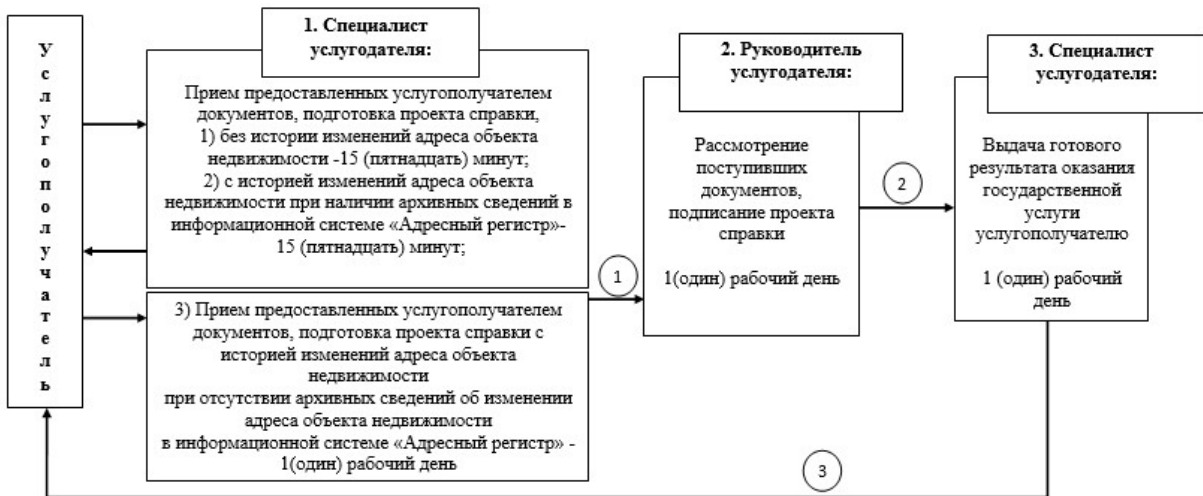 Услугополучатель
1. Специалист
услугодателя:
Прием предоставленных услугополучателем
документов, подготовка проекта справки,
1) без истории изменений адреса объекта
недвижимости -15 (пятнадцать) минут;
2) с историей изменений адреса объекта
недвижимости при наличии архивных сведений в
информационной системе «Адресный регистр»-
15 (пятнадцать) минут;
3) Прием предоставленных услугополучателем
документов, подготовка проекта справки с
историей изменений адреса объекта
недвижимости
при отсутствии архивных сведений об изменении
адреса объекта недвижимости
в информационной системе «Адресный регистр» -
1(один) рабочий день
1
2. Руководитель
услугодателя:
Рассмотрение
поступивших
документов,
подписание проекта
справки
1(один) рабочий день
2
3. Специалист
услугодателя:
Выдача готового
результата оказания
государственной
услуги
услугополучателю
1 (один) рабочий
день
3